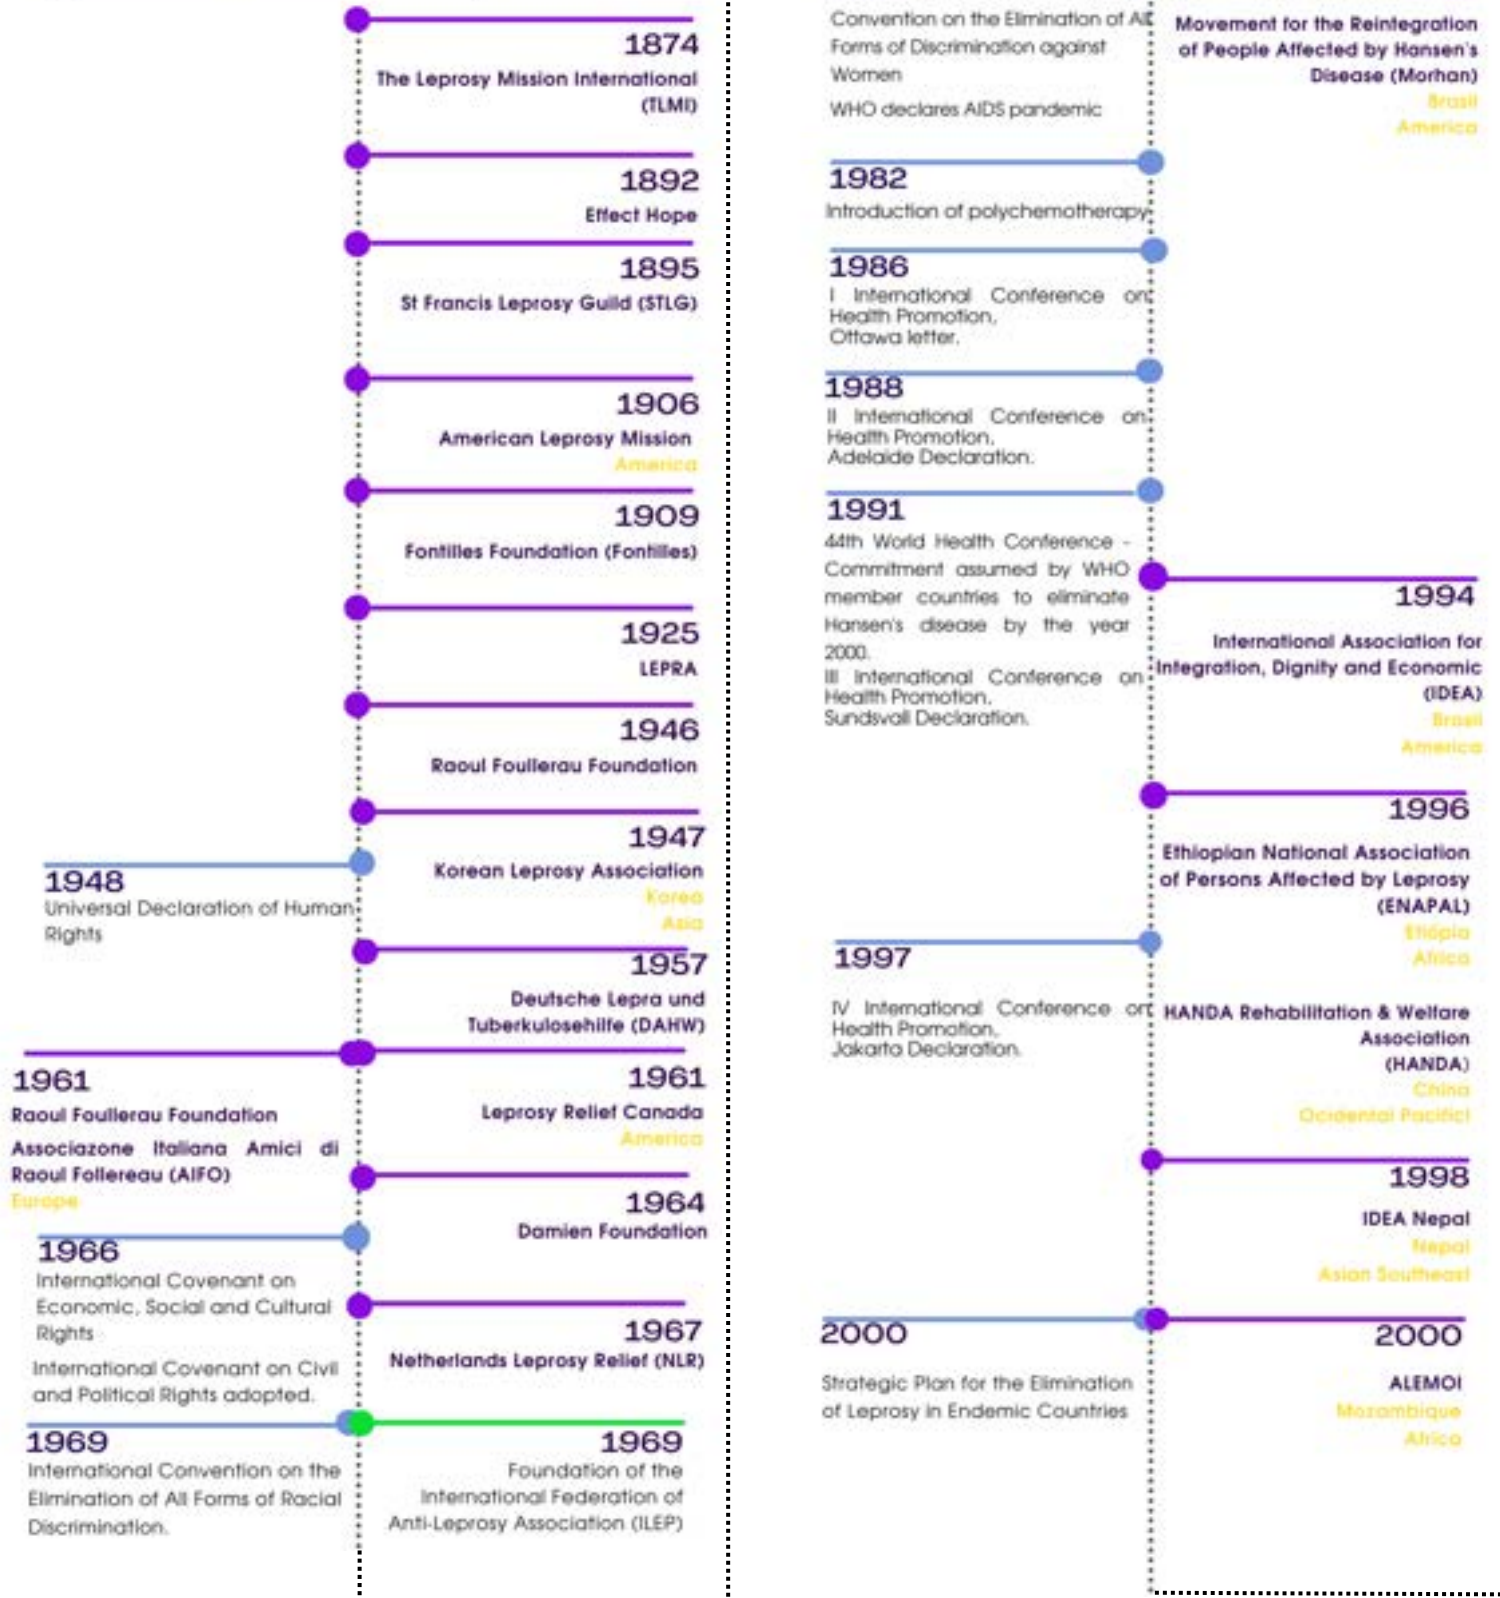 1874
The Leprosy Mission International
(TLMI)
1892
Effect Hope
1895
St Francis Leprosy Guild (STLG)
1906
American Leprosy Mission
America
1909
Fontilles Foundation (Fontilles)
1925
LEPRA
1946
Raoul Foullerau Foundation
1947
Korean Leprosy Association
Korea
Asia
1948
Universal Declaration of Human
Rights
1957
Deutsche Lepra und
Tuberkulosehilfe (DAHW)
1961
Raoul Foullerau Foundation
Associazone Italiana Amici di
Raoul Follereau (AIFO)
Europe
1961
Leprosy Relief Canada
America
1964
Damien Foundation
1966
International Covenant on
Economic, Social and Cultural
Rights
International Covenant on Civil
and Political Rights adopted.
1967
Netherlands Leprosy Relief (NLR)
1969
International Convention on the
Elimination of All Forms of Racial
Discrimination.
1969
Foundation of the
International Federation of
Anti-Leprosy Association (ILEP)
Convention on the Elimination of All
Forms of Discrimination against
Women
WHO declares AIDS pandemic
Movement for the Reintegration
of People Affected by Hansen's
Disease (Morhan)
Brasil
America
1982
Introduction of polychemotherapy
1986
I International Conference on
Health Promotion,
Ottawa letter.
1988
II International Conference on
Health Promotion,
Adelaide Declaration.
1991
44th World Health Conference -
Commitment assumed by WHO
member countries to eliminate
Hansen's disease by the year
2000.
III International Conference on
Health Promotion,
Sundsvall Declaration.
1994
International Association for
Integration, Dignity and Economic
(IDEA)
Brasil
America
1996
Ethiopian National Association
of Persons Affected by Leprosy
(ENAPAL)
Etiópia
Africa
1997
IV International Conference on
Health Promotion,
Jakarta Declaration.
HANDA Rehabilitation & Welfare
Association
(HANDA)
China
Ocidental Pacifict
1998
IDEA Nepal
Nepal
Asian Southeast
2000
Strategic Plan for the Elimination
of Leprosy in Endemic Countries
2000
ALEMOI
Mozambique
Africa